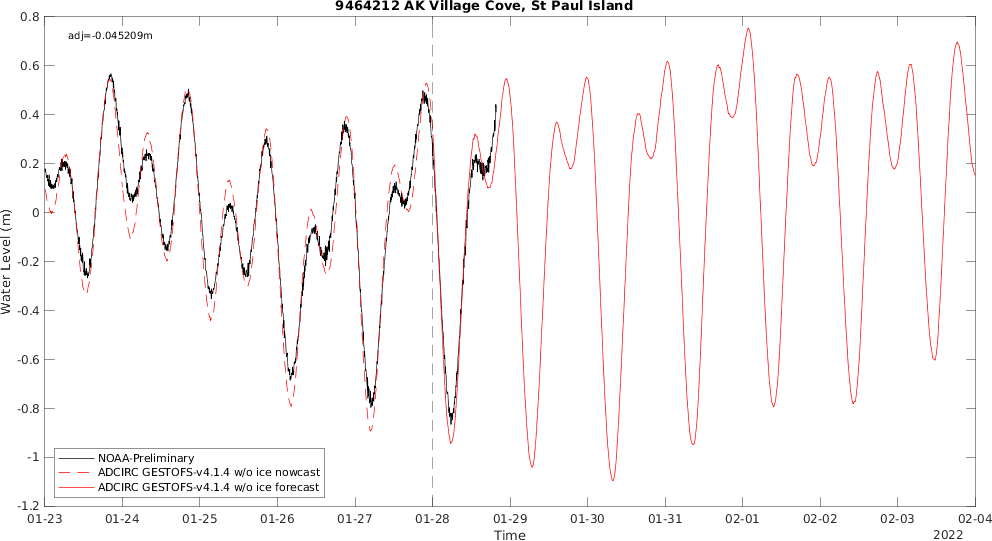 9464212 AK Village Cove, St Paul Island
adj=-0.045209m
Water Level (m)
0.8
0.6
0.4
0.2
0
-0.2
-0.4
-0.6
-0.8
-1
-1.2
NOAA-Preliminary
ADCIRC GESTOFS-v4.1.4 w/o ice nowcast
ADCIRC GESTOFS-v4.1.4 w/o ice forecast
01-23 01-24 01-25 01-26 01-27 01-28 01-29 01-30 01-31 02-01 02-02 02-03 02-04
Time
2022